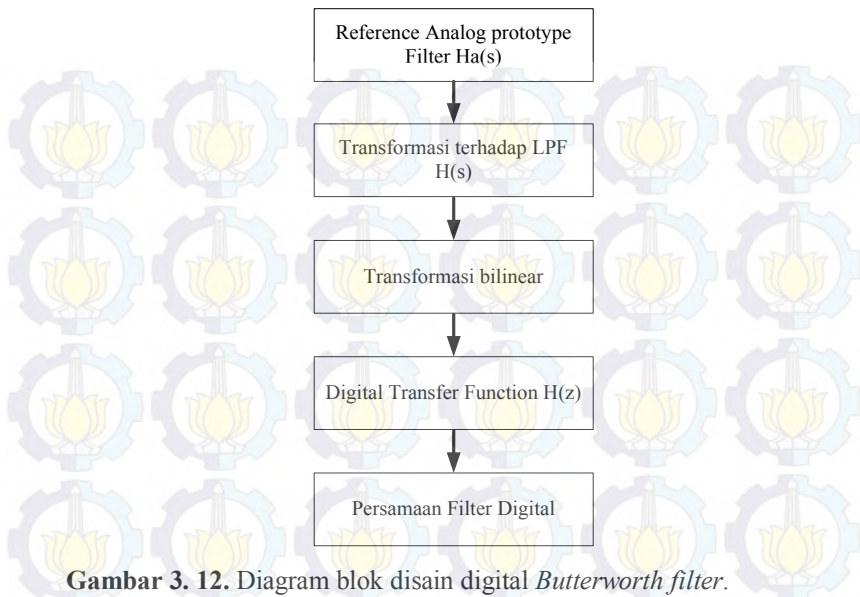 Reference Analog prototype
Filter Ha(s)
Transformasi terhadap LPF
H(s)
Transformasi bilinear
Digital Transfer Function H(z)
Persamaan Filter Digital
Gambar 3. 12. Diagram blok disain digital Butterworth filter.